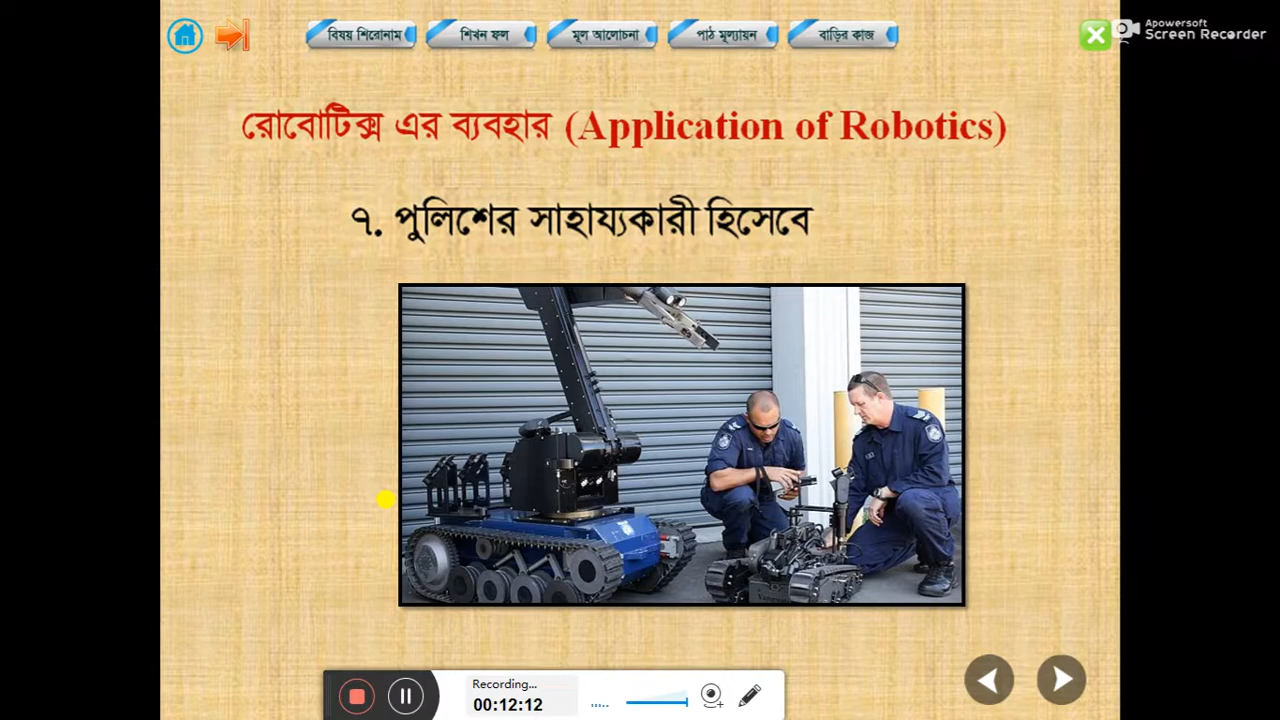 বিষয় শিরোনাম
শিখন ফল
মূল আলোচনা
পাঠ মূল্যায়ন
বাড়ির কাজ
Apowersoft
Screen Recorder
রোবোটিক্স এর ব্যবহার (Application of Robotics)
৭. পুলিশের সাহায্যকারী হিসেবে
Recording...
00:12:12